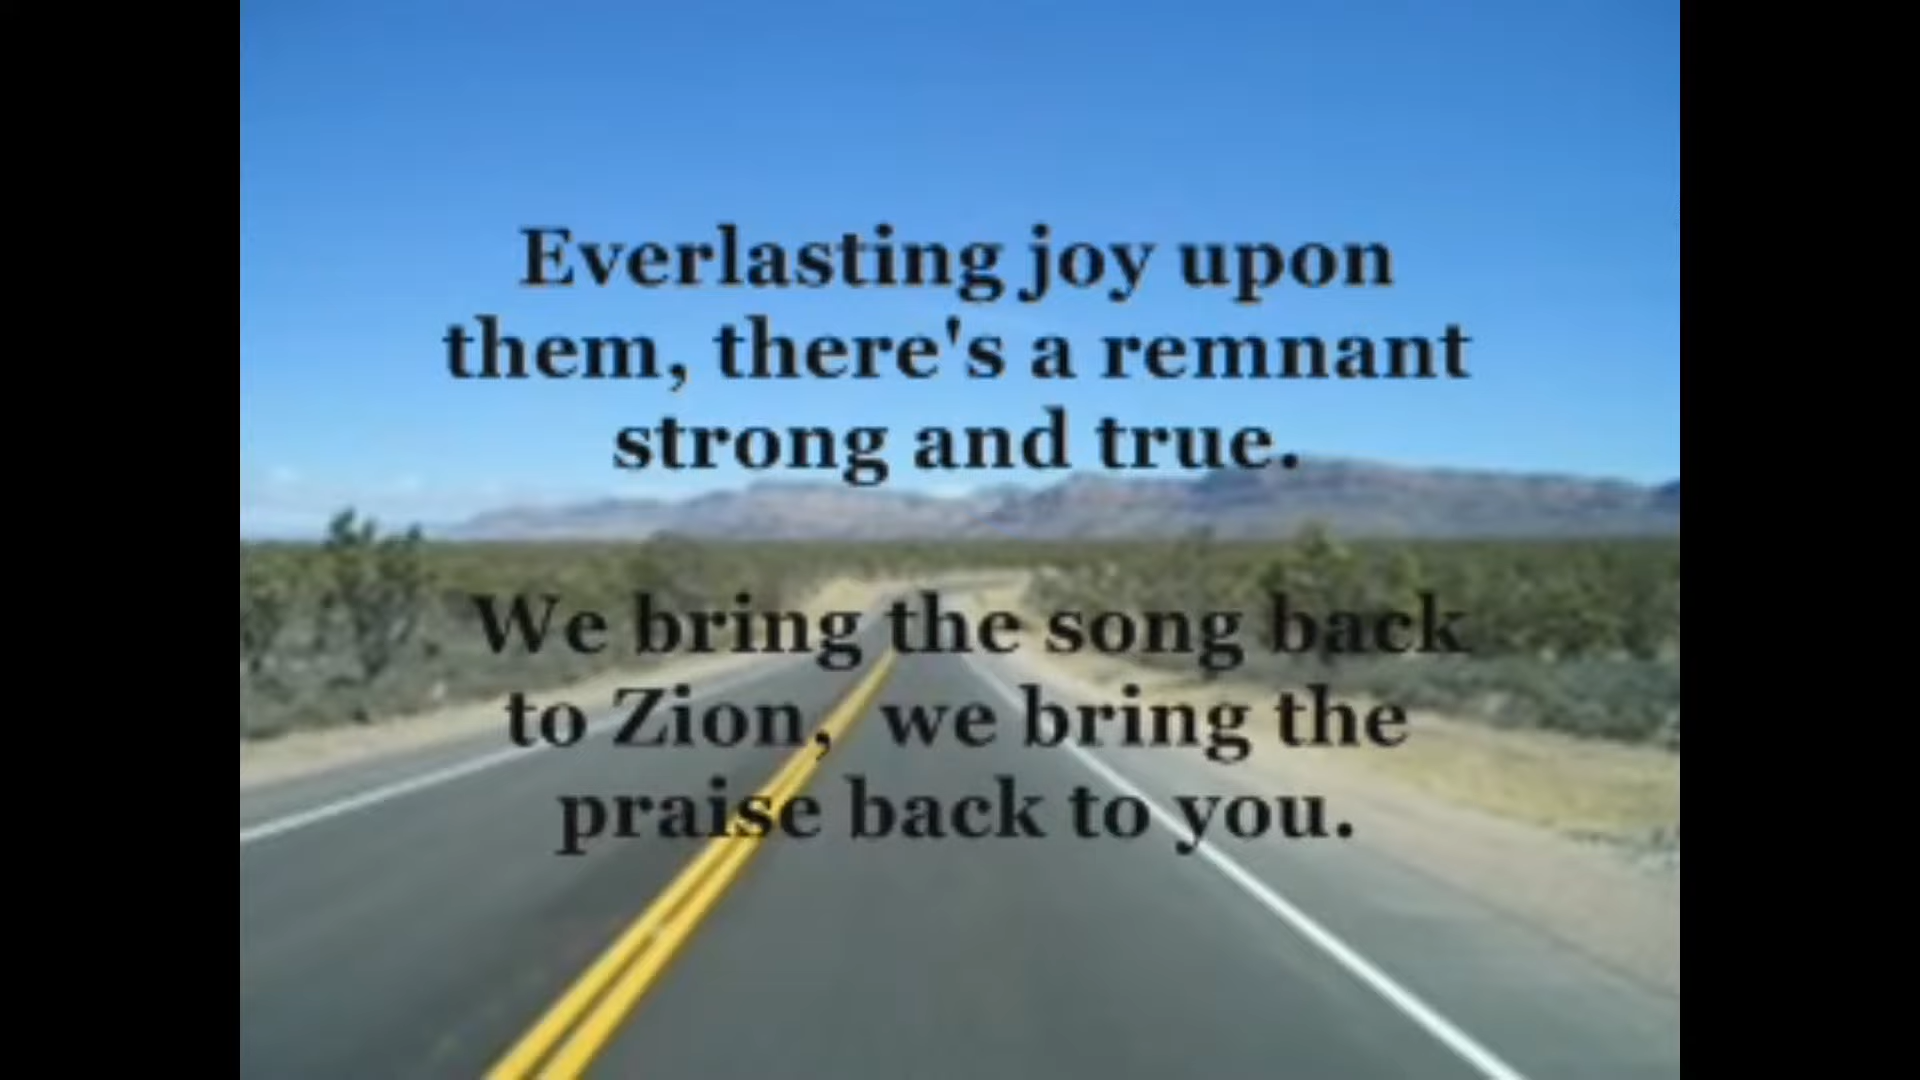 Everlasting joy upon
them, there's a remnant
strong and true.
We bring the song back
to Zion, we bring the
praise back to you.